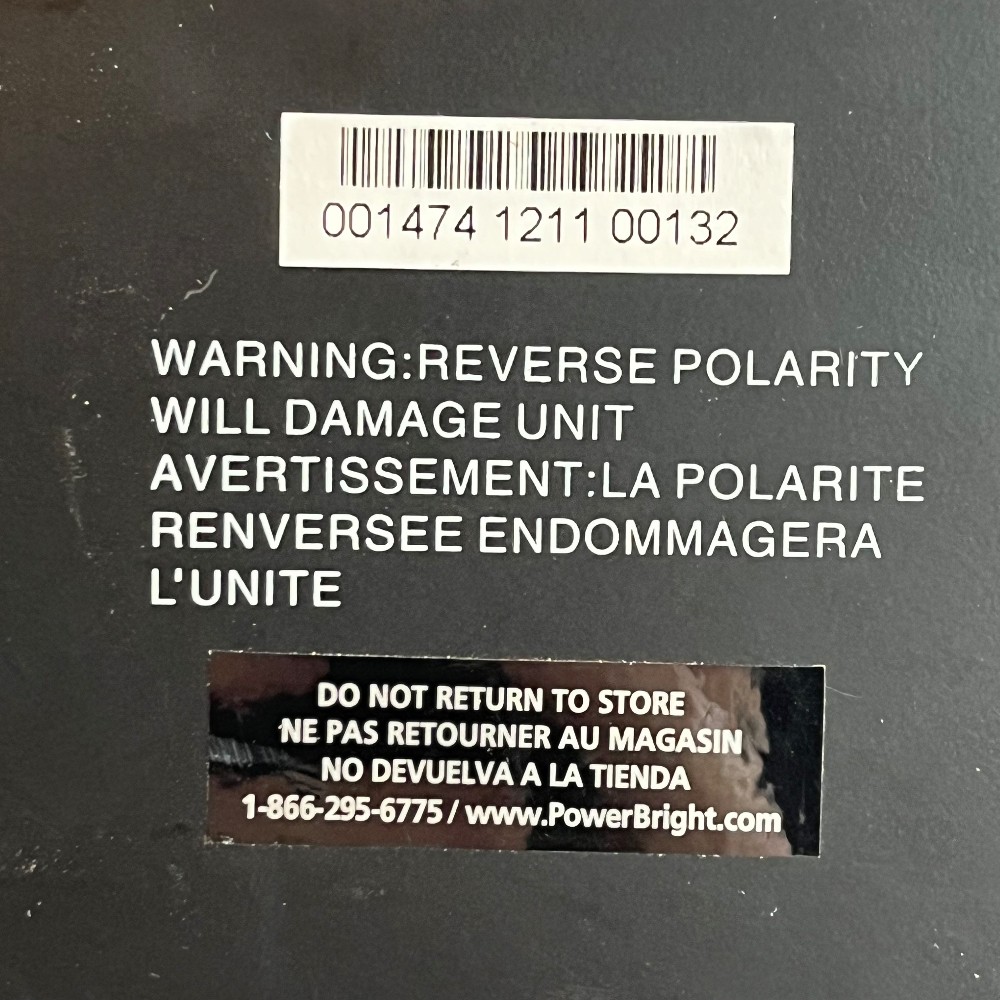 001474 1211 00132
WARNING:REVERSE POLARITY
WILL DAMAGE UNIT
AVERTISSEMENT:LA POLARITE
RENVERSEE ENDOMMAGERA
L'UNITE
DO NOT RETURN TO STORE
NE PAS RETOURNER AU MAGASIN
NO DEVUELVA A LA TIENDA
1-866-295-6775 / www.PowerBright.com